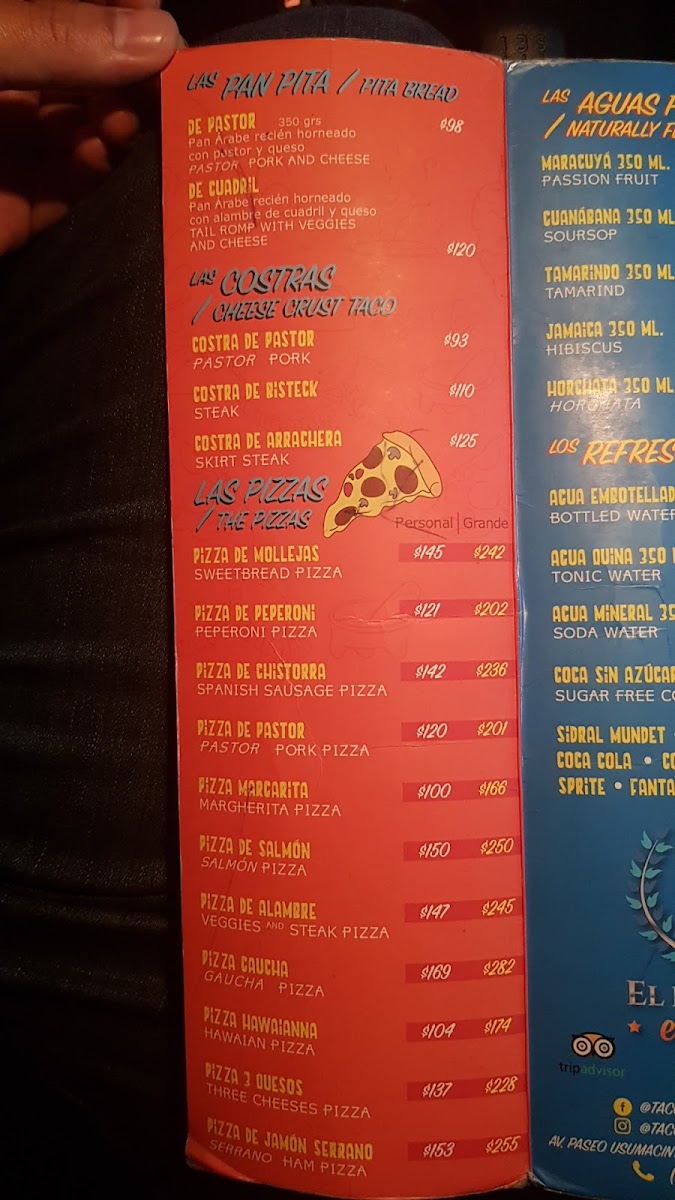 LAS PAN PITA / PITA BREAD
DE PASTOR 350 grs $98
Pan Árabe recién horneado
con pastor y queso
PASTOR PORK AND CHEESE
DE CUADRIL
Pan Árabe recién horneado
con alambre de cuadril y queso
TAIL ROMP WITH VEGGIES
AND CHEESE
$120
LAS COSTRAS
/ CHEESE CRUST TACO
COSTRA DE PASTOR $93
PASTOR PORK
COSTRA DE BISTECK $110
STEAK
COSTRA DE ARRACHERA $125
SKIRT STEAK
LAS PIZZAS
/ THE PIZZAS
Personal | Grande
PIZZA DE MOLLEJAS $145 $242
SWEETBREAD PIZZA
PIZZA DE PEPERONI $121 $202
PEPERONI PIZZA
PIZZA DE CHISTORRA $142 $236
SPANISH SAUSAGE PIZZA
PIZZA DE PASTOR $120 $201
PASTOR PORK PIZZA
PIZZA MARGARITA $100 $166
MARGHERITA PIZZA
PIZZA DE SALMÓN $150 $250
SALMÓN PIZZA
PIZZA DE ALAMBRE $147 $245
VEGGIES AND STEAK PIZZA
PIZZA GAUCHA $169 $282
GAUCHA PIZZA
PIZZA HAWAIANNA $104 $174
HAWAIAN PIZZA
PIZZA 3 QUESOS $137 $228
THREE CHEESES PIZZA
PIZZA DE JAMÓN SERRANO $153 $255
SERRANO HAM PIZZA
LAS AGUAS
/ NATURALLY
MARACUYÁ 350 ML.
PASSION FRUIT
GUANÁBANA 350 ML
SOURSOP
TAMARINDO 350 ML
TAMARIND
JAMAICA 350 ML.
HIBISCUS
HORCHATA 350 ML
HORCHATA
LOS REFRES
AGUA EMBOTELLAD
BOTTLED WATER
AGUA QUINA 350
TONIC WATER
AGUA MINERAL 35
SODA WATER
COCA SIN AZÚCAR
SUGAR FREE CO
SIDRAL MUNDET
COCA COLA • CO
SPRITE • FANTA
EL
tripadvisor
@TACO
@TACO
AV. PASEO USUMACIN